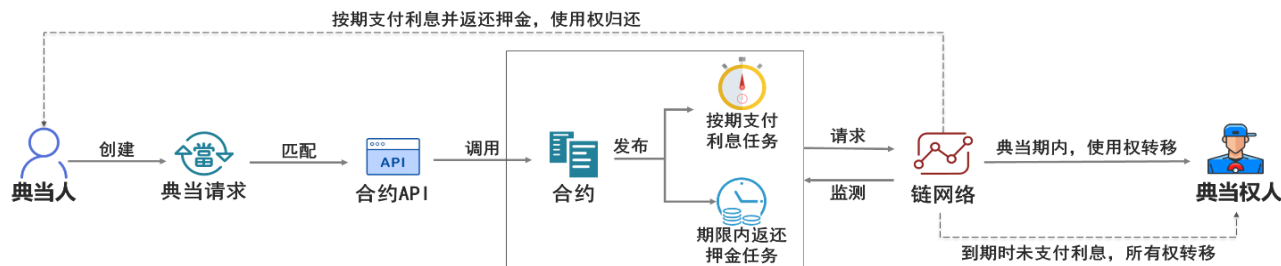 按期支付利息并返还押金，使用权归还
创建
匹配
调用
发布
请求
监测
典当期内，使用权转移
當
API
按期支付
利息任务
典当人
典当请求
合约API
合约
期限内返还
押金任务
链网络
典当权人
到期时未支付利息，所有权转移